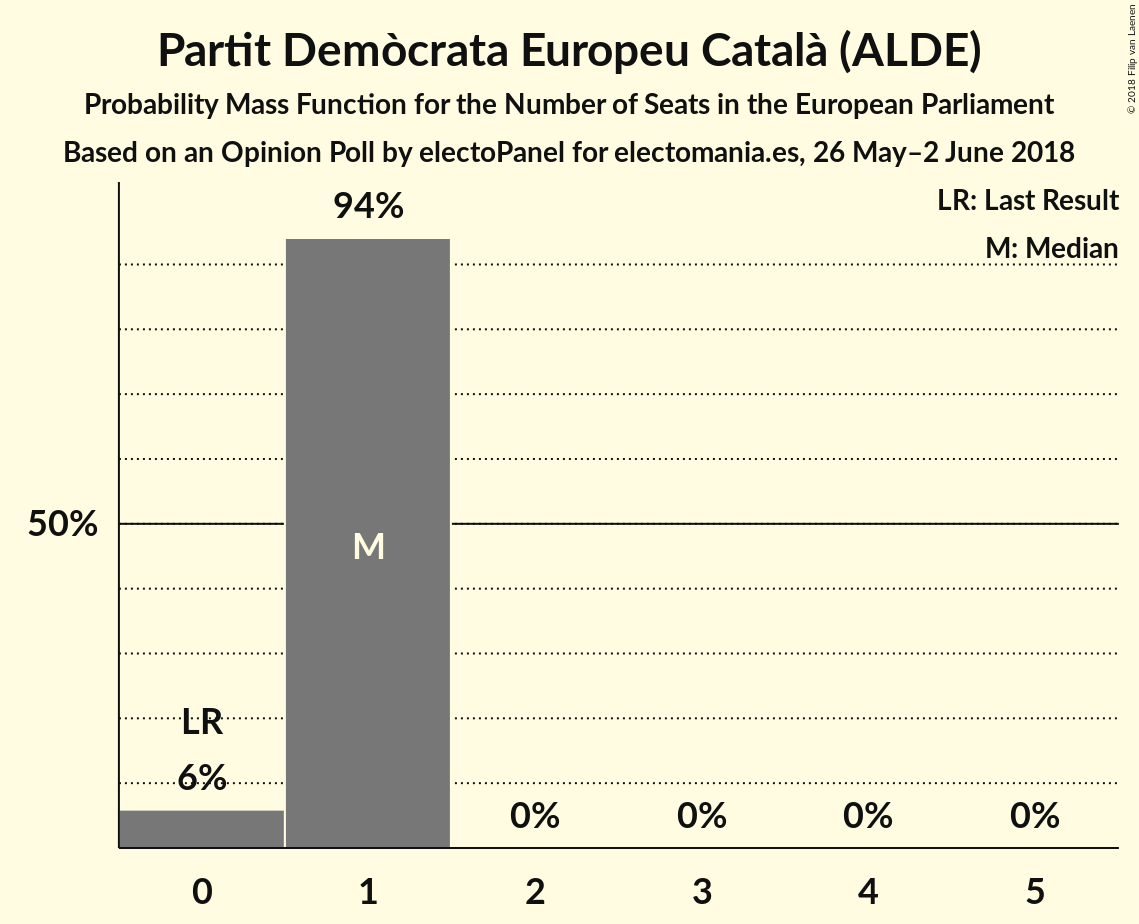 Partit Demòcrata Europeu Català (ALDE)
Probability Mass Function for the Number of Seats in the European Parliament
Based on an Opinion Poll by electoPanel for electomania.es, 26 May–2 June 2018
© 2018 Filip van Laenen
LR: Last Result
M: Median
94%
50%
M
LR
6%
0%
0%
0%
0%
0
1
2
3
4
5